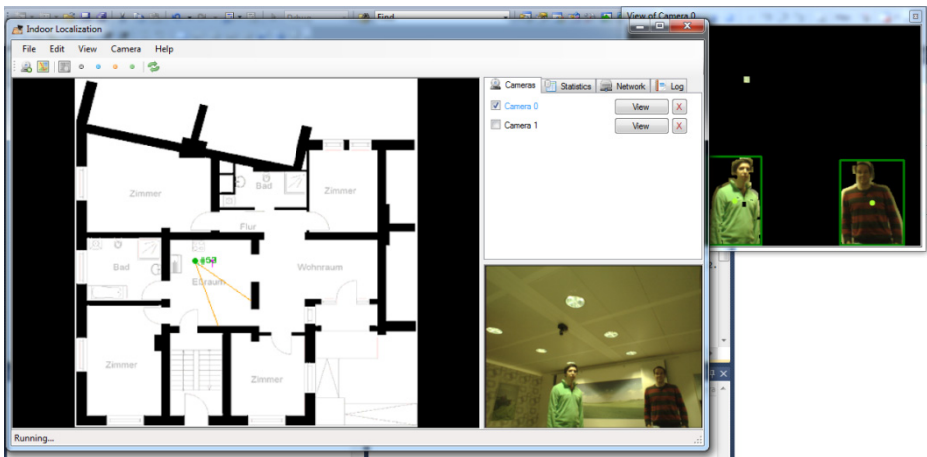 Find
View of Camera 0
Indoor Localization
File Edit View Camera Help
Cameras Statistics Network Log
Camera 0 View X
Camera 1 View X
Zimmer
Bad
Zimmer
Flur
Bad
Eßraum
Wohnraum
Zimmer
Zimmer
Running...